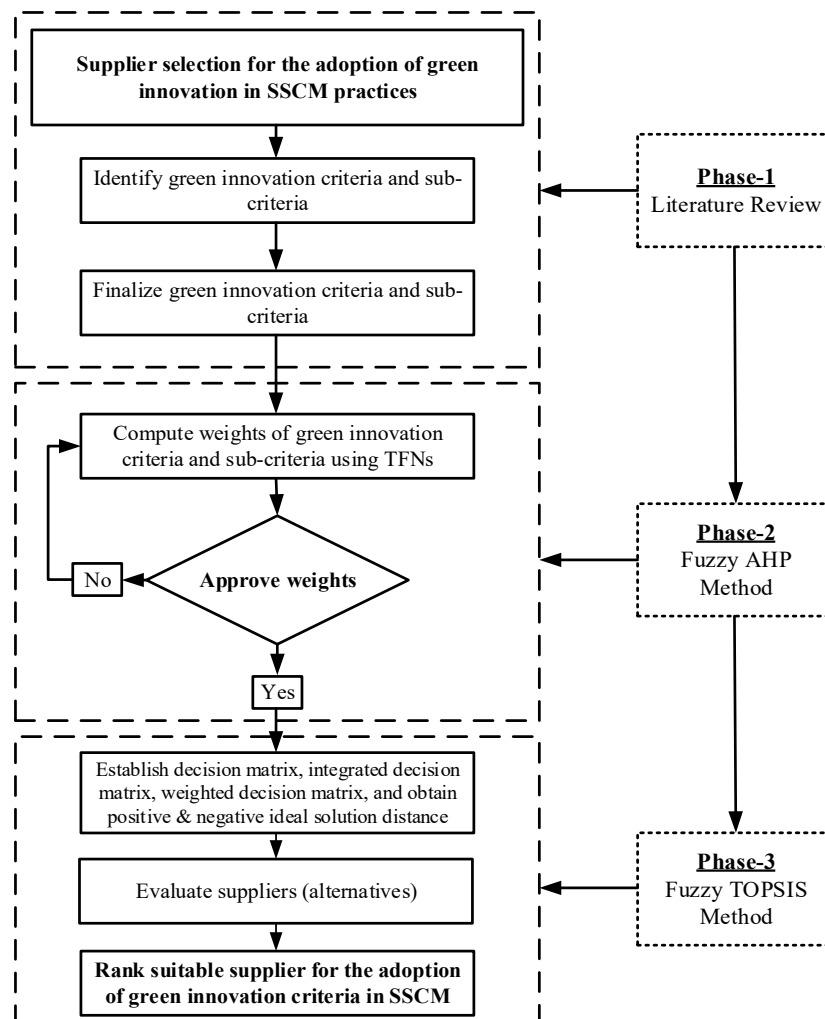 Supplier selection for the adoption of green
innovation in SSCM practices
Identify green innovation criteria and sub-
criteria
Finalize green innovation criteria and sub-
criteria
Phase-1
Literature Review
Compute weights of green innovation
criteria and sub-criteria using TFNs
Approve weights
No
Yes
Phase-2
Fuzzy AHP
Method
Establish decision matrix, integrated decision
matrix, weighted decision matrix, and obtain
positive & negative ideal solution distance
Evaluate suppliers (alternatives)
Rank suitable supplier for the adoption
of green innovation criteria in SSCM
Phase-3
Fuzzy TOPSIS
Method